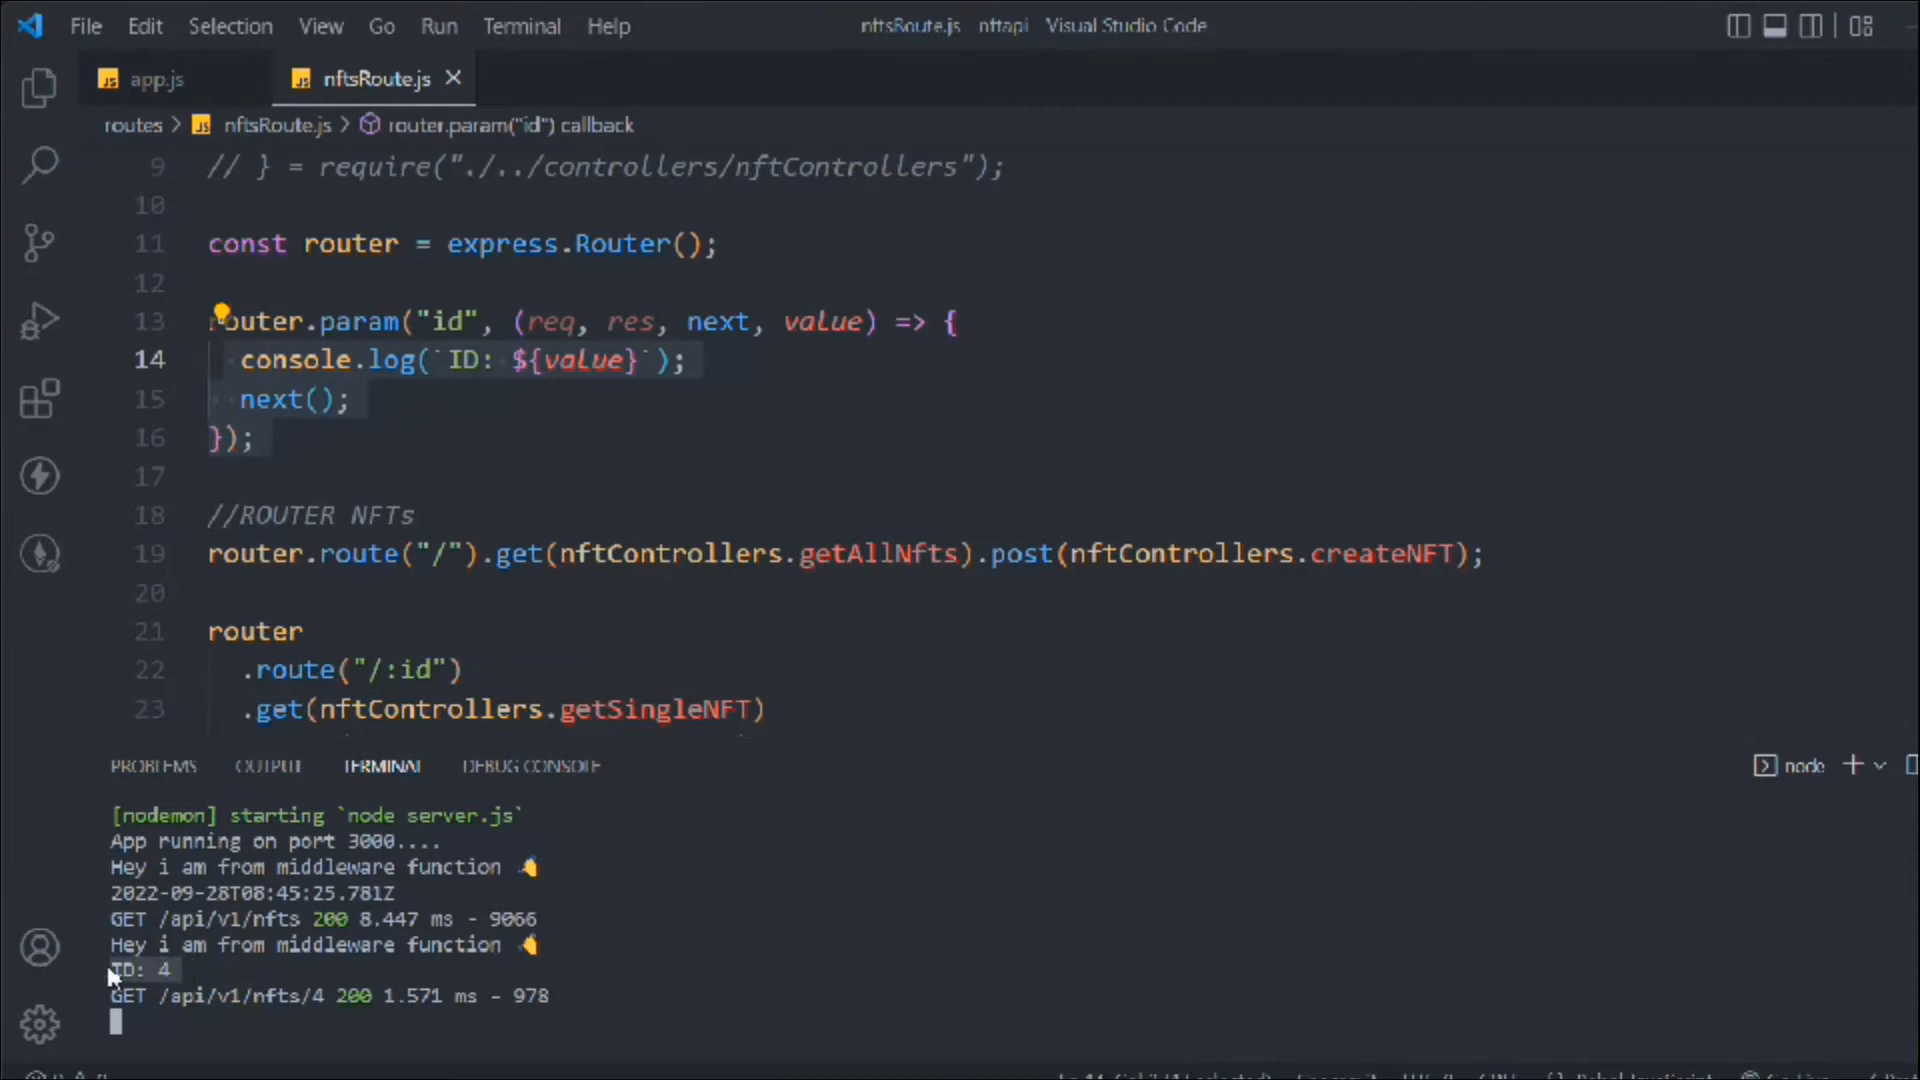 File Edit Selection View Go Run Terminal Help nftsRoute.js nftapi Visual Studio Code
app.js nftsRoute.js
routes > nftsRoute.js > router.param("id") callback
9 // } = require("./../controllers/nftControllers");
10
11 const router = express.Router();
12
13 router.param("id", (req, res, next, value) => {
14 console.log(`ID: ${value}`);
15 next();
16 });
17
18 //ROUTER NFTs
19 router.route("/").get(nftControllers.getAllNfts).post(nftControllers.createNFT);
20
21 router
22 .route("/:id")
23 .get(nftControllers.getSingleNFT)
PROBLEMS OUTPUT TERMINAL DEBUG CONSOLE node
[nodemon] starting `node server.js`
App running on port 3000....
Hey i am from middleware function 👋
2022-09-28T08:45:25.781Z
GET /api/v1/nfts 200 8.447 ms - 9066
Hey i am from middleware function 👋
ID: 4
GET /api/v1/nfts/4 200 1.571 ms - 978